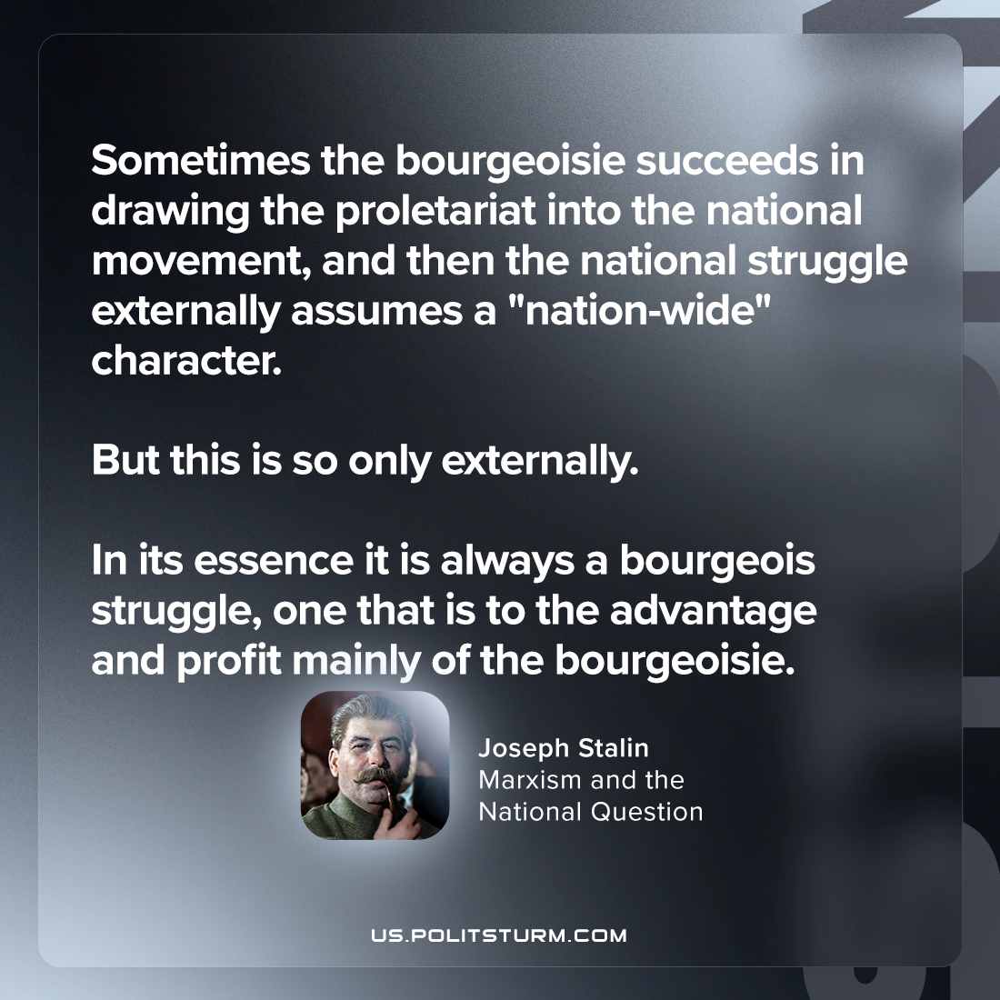 Sometimes the bourgeoisie succeeds in
drawing the proletariat into the national
movement, and then the national struggle
externally assumes a "nation-wide"
character.
But this is so only externally.
In its essence it is always a bourgeois
struggle, one that is to the advantage
and profit mainly of the bourgeoisie.
Joseph Stalin
Marxism and the
National Question
US.POLITSTURM.COM